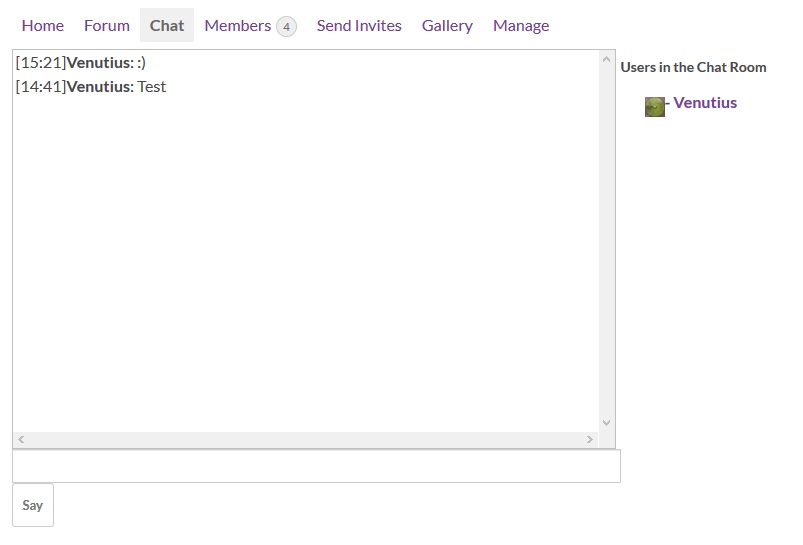 Home Forum Chat Members 4 Send Invites Gallery Manage
[15:21]Venutius: :)
[14:41]Venutius: Test
Users in the Chat Room
- Venutius
Say